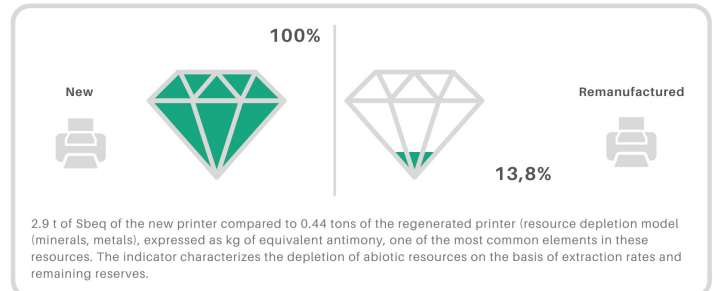 100%
New
Remanufactured
13,8%
2.9 t of Sbeq of the new printer compared to 0.44 tons of the regenerated printer (resource depletion model
(minerals, metals), expressed as kg of equivalent antimony, one of the most common elements in these
resources. The indicator characterizes the depletion of abiotic resources on the basis of extraction rates and
remaining reserves.